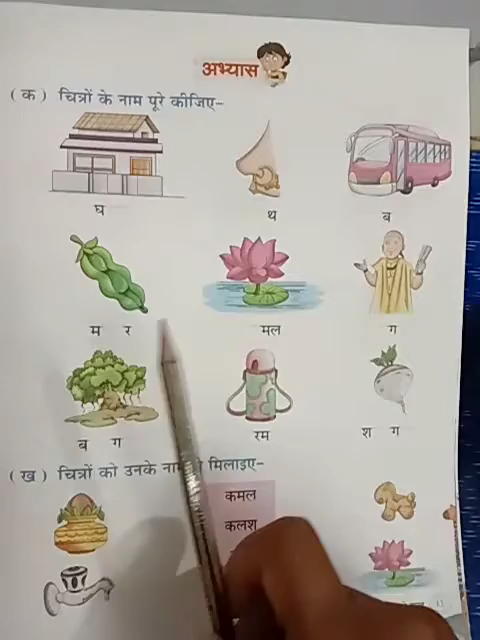 अभ्यास
( क ) चित्रों के नाम पूरे कीजिए-
घ थ ब
म र मल ग
ब ग रम श ग
( ख ) चित्रों को उनके नाम मिलाइए-
कमल
कलश